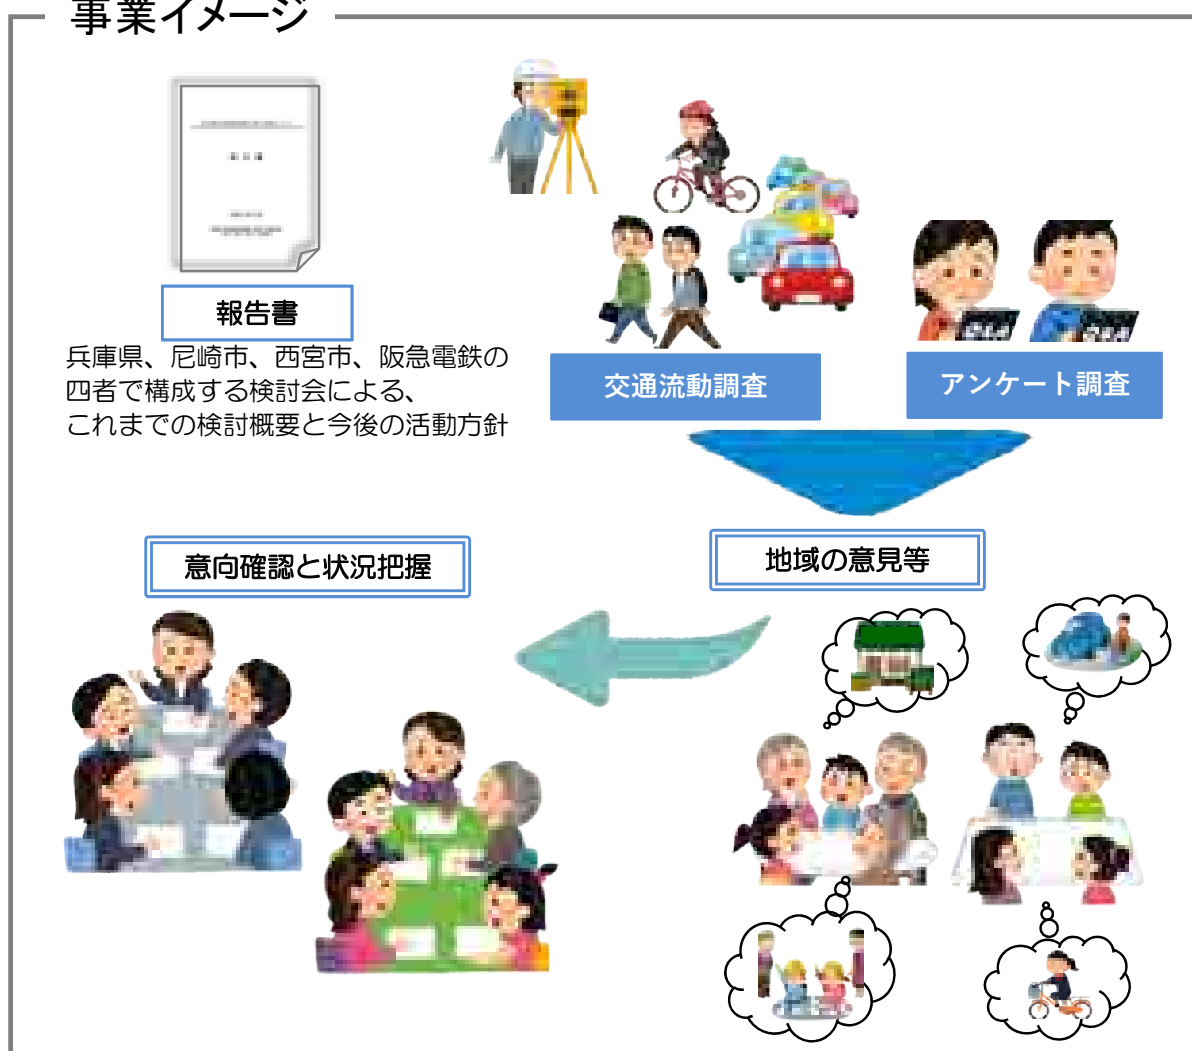 事業イメージ
報告書
兵庫県、尼崎市、西宮市、阪急電鉄の
四者で構成する検討会による、
これまでの検討概要と今後の活動方針
交通流動調査
アンケート調査
地域の意見等
意向確認と状況把握